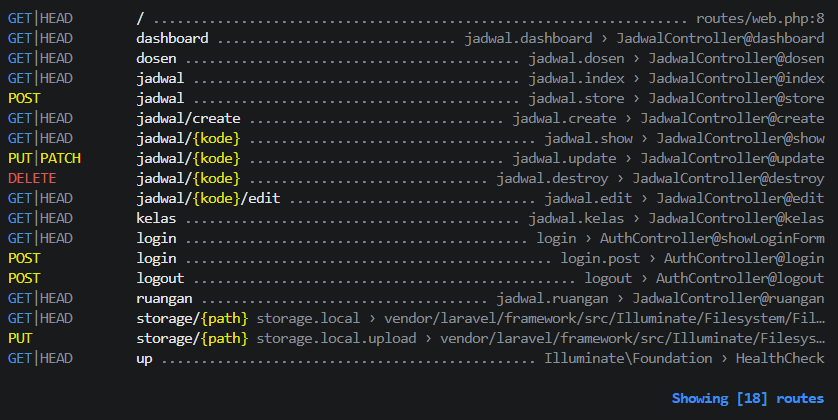 GET|HEAD / ................................................................... routes/web.php:8
GET|HEAD dashboard ................................. jadwal.dashboard › JadwalController@dashboard
GET|HEAD dosen ............................................. jadwal.dosen › JadwalController@dosen
GET|HEAD jadwal ............................................ jadwal.index › JadwalController@index
POST jadwal ............................................ jadwal.store › JadwalController@store
GET|HEAD jadwal/create ................................... jadwal.create › JadwalController@create
GET|HEAD jadwal/{kode} ....................................... jadwal.show › JadwalController@show
PUT|PATCH jadwal/{kode} ................................... jadwal.update › JadwalController@update
DELETE jadwal/{kode} ................................. jadwal.destroy › JadwalController@destroy
GET|HEAD jadwal/{kode}/edit .................................. jadwal.edit › JadwalController@edit
GET|HEAD kelas ............................................. jadwal.kelas › JadwalController@kelas
GET|HEAD login ............................................. login › AuthController@showLoginForm
POST login ................................................ login.post › AuthController@login
POST logout .................................................. logout › AuthController@logout
GET|HEAD ruangan ....................................... jadwal.ruangan › JadwalController@ruangan
GET|HEAD storage/{path} storage.local › vendor/laravel/framework/src/Illuminate/Filesystem/Fil…
PUT storage/{path} storage.local.upload › vendor/laravel/framework/src/Illuminate/Filesys…
GET|HEAD up ............................................... Illuminate\Foundation › HealthCheck
Showing [18] routes